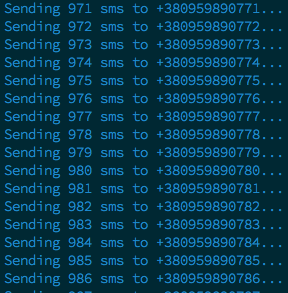 Sending 971 sms to +380959890771...
Sending 972 sms to +380959890772...
Sending 973 sms to +380959890773...
Sending 974 sms to +380959890774...
Sending 975 sms to +380959890775...
Sending 976 sms to +380959890776...
Sending 977 sms to +380959890777...
Sending 978 sms to +380959890778...
Sending 979 sms to +380959890779...
Sending 980 sms to +380959890780...
Sending 981 sms to +380959890781...
Sending 982 sms to +380959890782...
Sending 983 sms to +380959890783...
Sending 984 sms to +380959890784...
Sending 985 sms to +380959890785...
Sending 986 sms to +380959890786...